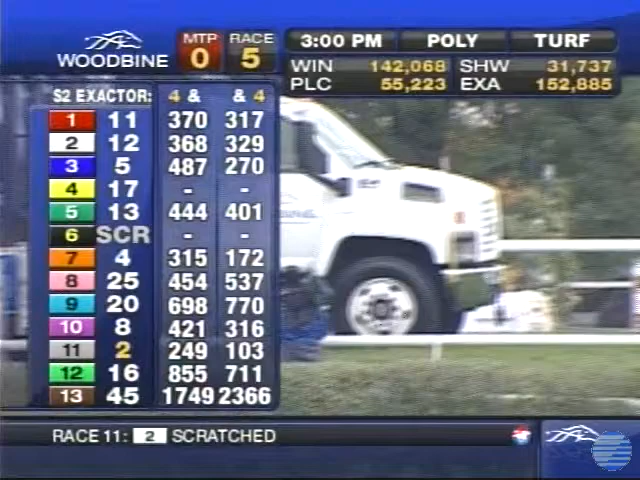 WOODBINE
MTP 0
RACE 5
3:00 PM POLY TURF
WIN 142,068 SHW 31,737
PLC 55,223 EXA 152,885
S2 EXACTOR: 4 & & 4
1 11 370 317
2 12 368 329
3 5 487 270
4 17 - -
5 13 444 401
6 SCR - -
7 4 315 172
8 25 454 537
9 20 698 770
10 8 421 316
11 2 249 103
12 16 855 711
13 45 1749 2366
RACE 11: 2 SCRATCHED